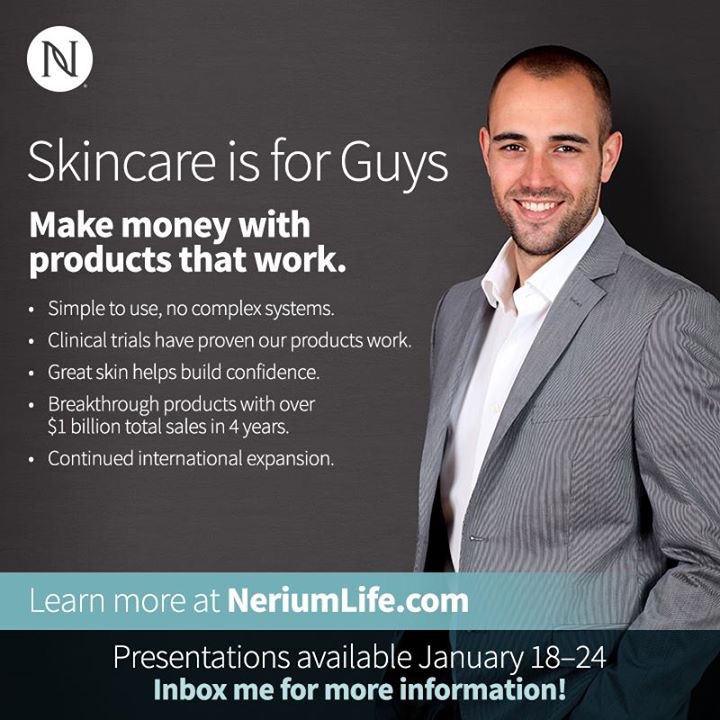 N
Skincare is for Guys
Make money with
products that work.
• Simple to use, no complex systems.
• Clinical trials have proven our products work.
• Great skin helps build confidence.
• Breakthrough products with over
$1 billion total sales in 4 years.
• Continued international expansion.
Learn more at NeriumLife.com
Presentations available January 18–24
Inbox me for more information!